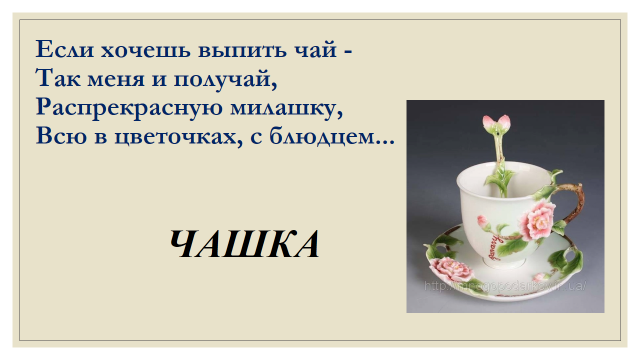 Если хочешь выпить чай -
Так меня и получай,
Распрекрасную милашку,
Всю в цветочках, с блюдцем...
ЧАШКА